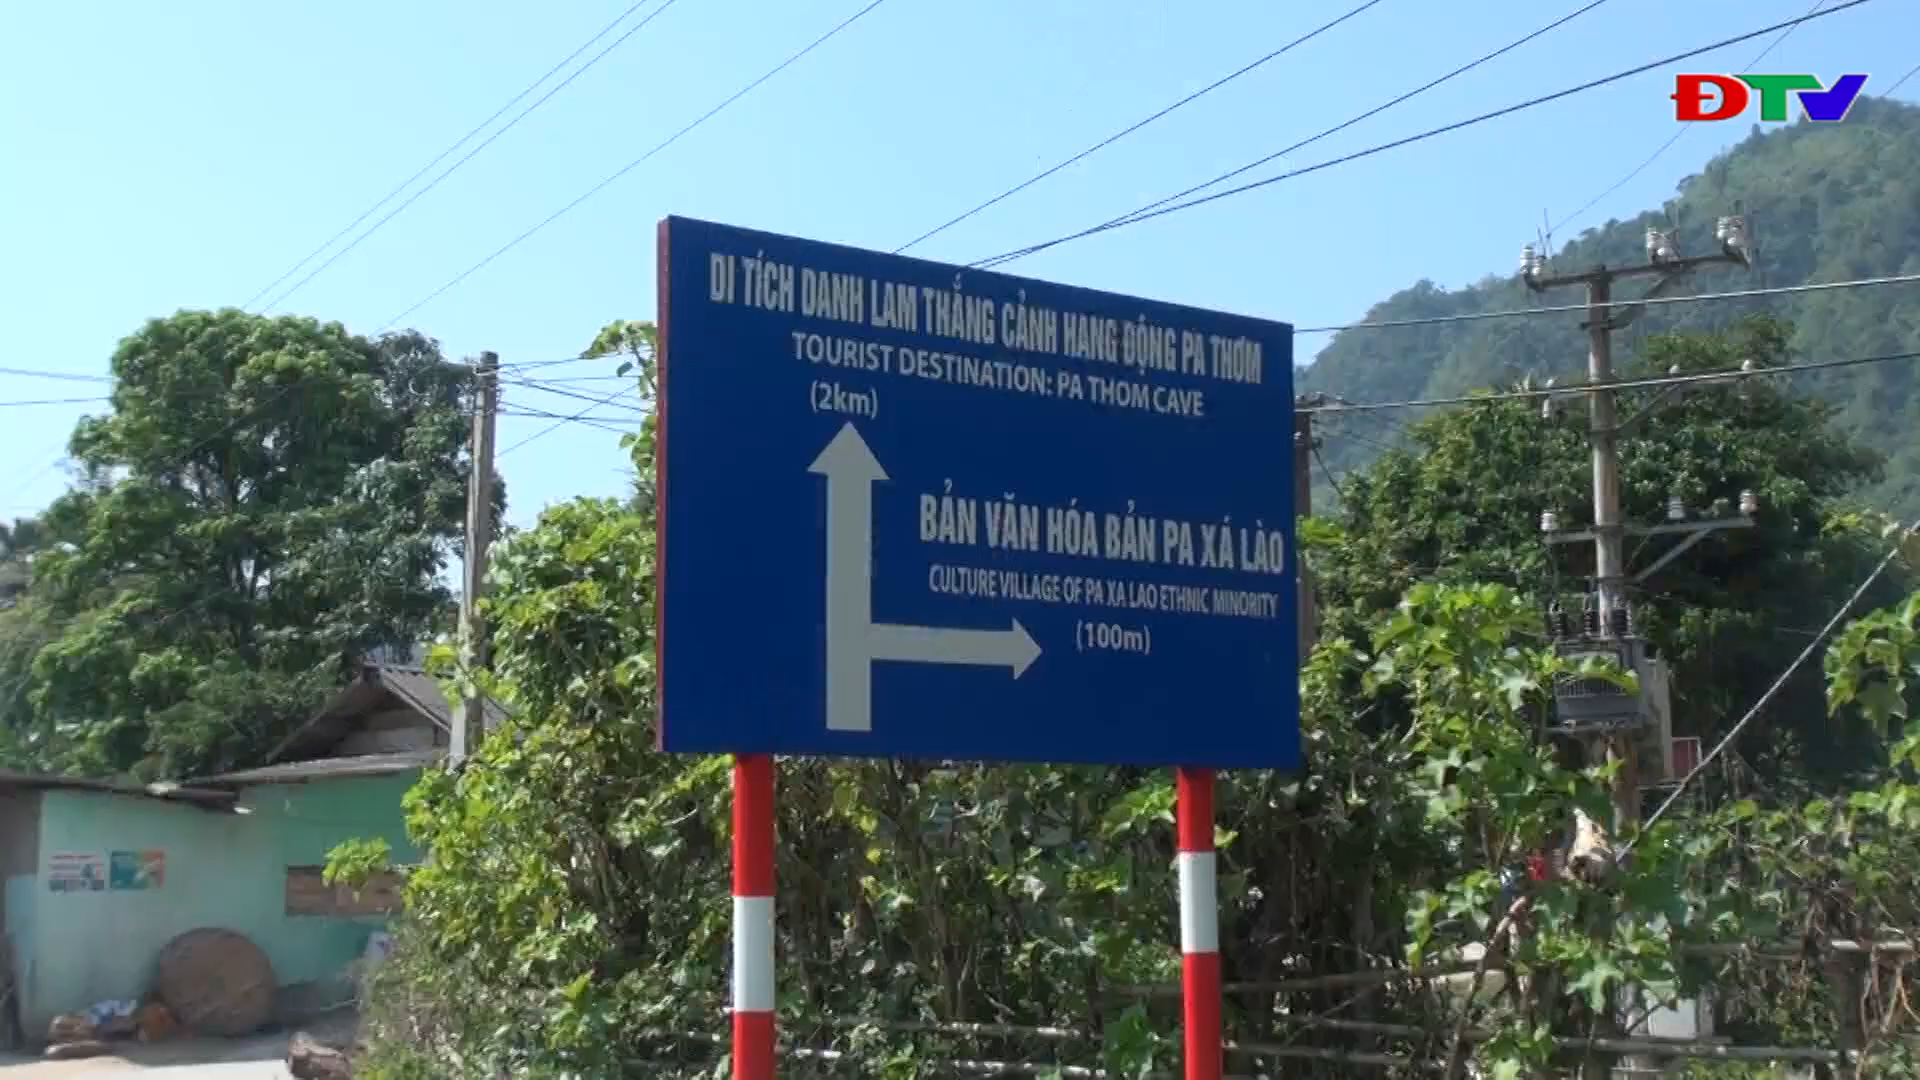 ĐTV
DI TÍCH DANH LAM THẮNG CẢNH HANG ĐỘNG PA THƠM
TOURIST DESTINATION: PA THOM CAVE
(2km)
BẢN VĂN HÓA BẢN PA XÁ LÀO
CULTURE VILLAGE OF PA XA LAO ETHNIC MINORITY
(100m)